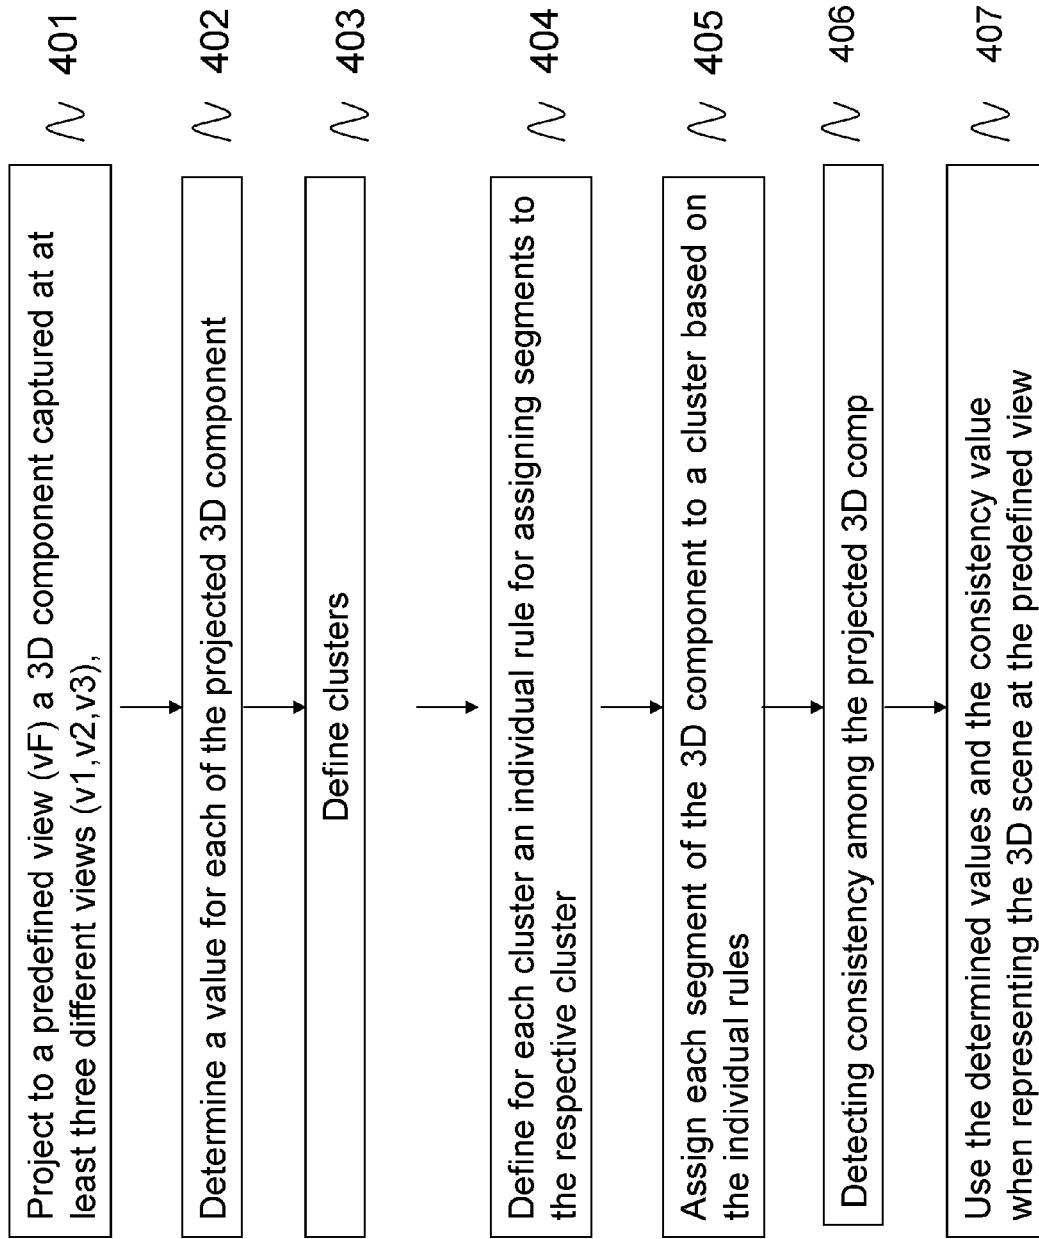 Project to a predefined view (vF) a 3D component captured at at
least three different views (v1,v2,v3),
401
Determine a value for each of the projected 3D component
402
Define clusters
403
Define for each cluster an individual rule for assigning segments to
the respective cluster
404
Assign each segment of the 3D component to a cluster based on
the individual rules
405
Detecting consistency among the projected 3D comp
406
Use the determined values and the consistency value
when representing the 3D scene at the predefined view
407